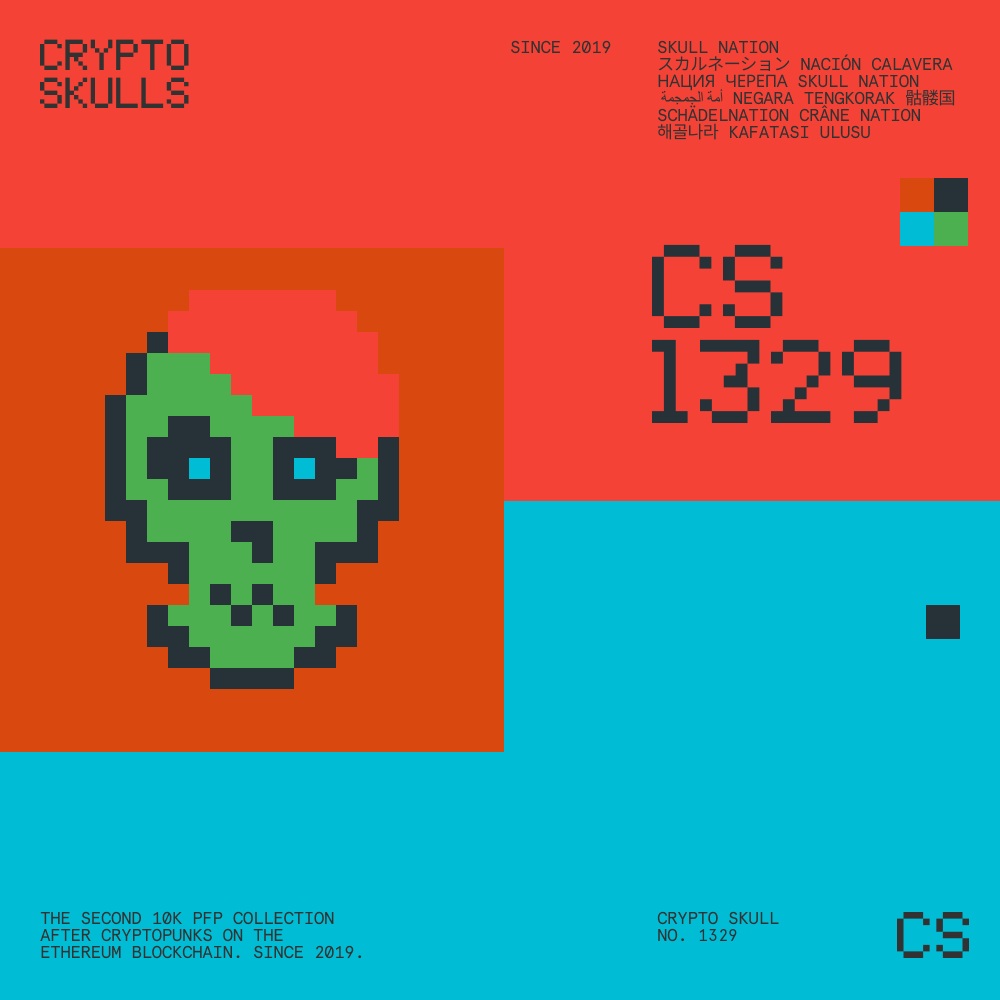 CRYPTO
SKULLS
SINCE 2019
SKULL NATION
スカルネーション NACIÓN CALAVERA
НАЦИЯ ЧЕРЕПА SKULL NATION
أمة الجمجمة NEGARA TENGKORAK 骷髅国
SCHÄDELNATION CRÂNE NATION
해골나라 KAFATASI ULUSU
CS
1329
THE SECOND 10K PFP COLLECTION
AFTER CRYPTOPUNKS ON THE
ETHEREUM BLOCKCHAIN. SINCE 2019.
CRYPTO SKULL
NO. 1329
CS